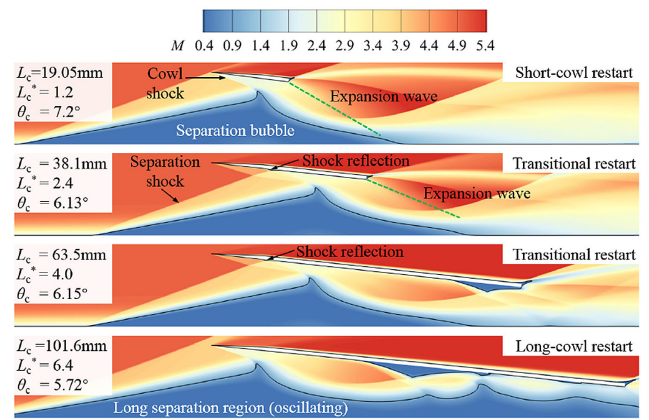 M 0.4 0.9 1.4 1.9 2.4 2.9 3.4 3.9 4.4 4.9 5.4
Lc=19.05mm
Lc* = 1.2
θc = 7.2°
Cowl
shock
Expansion wave
Separation bubble
Short-cowl restart
Lc = 38.1mm
Lc* = 2.4
θc = 6.13°
Separation
shock
Shock reflection
Expansion wave
Transitional restart
Lc = 63.5mm
Lc* = 4.0
θc = 6.15°
Shock reflection
Transitional restart
Lc = 101.6mm
Lc* = 6.4
θc = 5.72°
Long separation region (oscillating)
Long-cowl restart